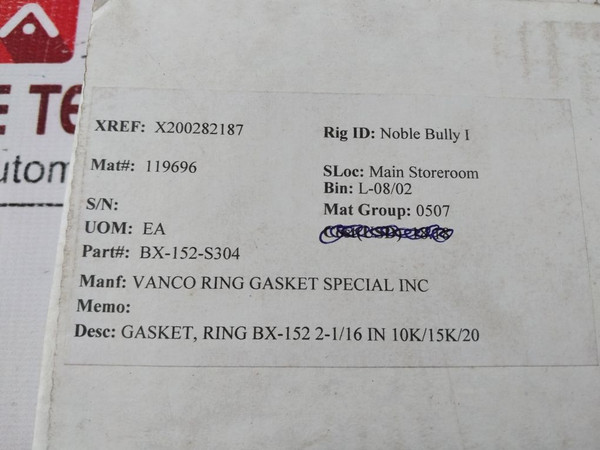 E TE
utom
XREF: X200282187
Rig ID: Noble Bully I
Mat#: 119696
SLoc: Main Storeroom
Bin: L-08/02
S/N:
Mat Group: 0507
UOM: EA
Part#: BX-152-S304
Manf: VANCO RING GASKET SPECIAL INC
Memo:
Desc: GASKET, RING BX-152 2-1/16 IN 10K/15K/20